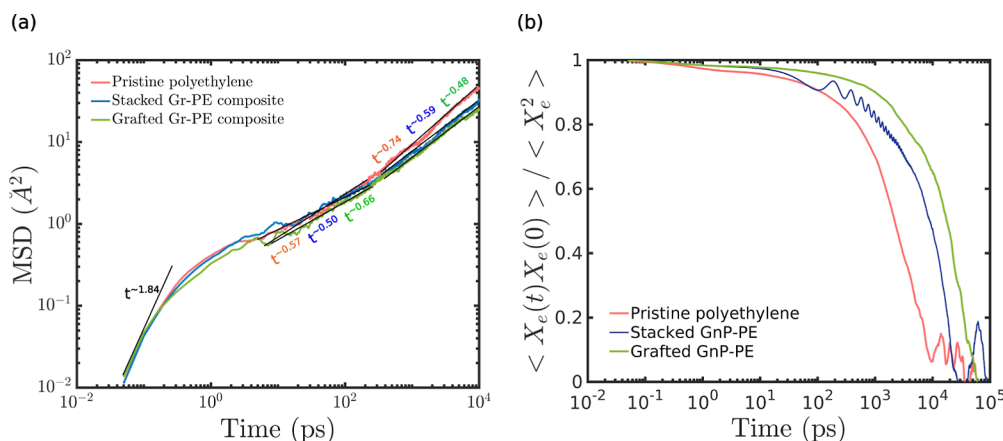 (a)
(b)
10^2
10^1
10^0
10^-1
10^-2
MSD (Å^2)
Pristine polyethylene
Stacked Gr-PE composite
Grafted Gr-PE composite
t^~0.48
t^~0.59
t^~0.74
t^~0.66
t^~0.50
t^~0.57
t^~1.84
10^-2
10^0
10^2
10^4
Time (ps)
< X_e(t)X_e(0) > / < X_e^2 >
1
0.8
0.6
0.4
0.2
0
Pristine polyethylene
Stacked GnP-PE
Grafted GnP-PE
10^-2
10^-1
10^0
10^1
10^2
10^3
10^4
10^5
Time (ps)